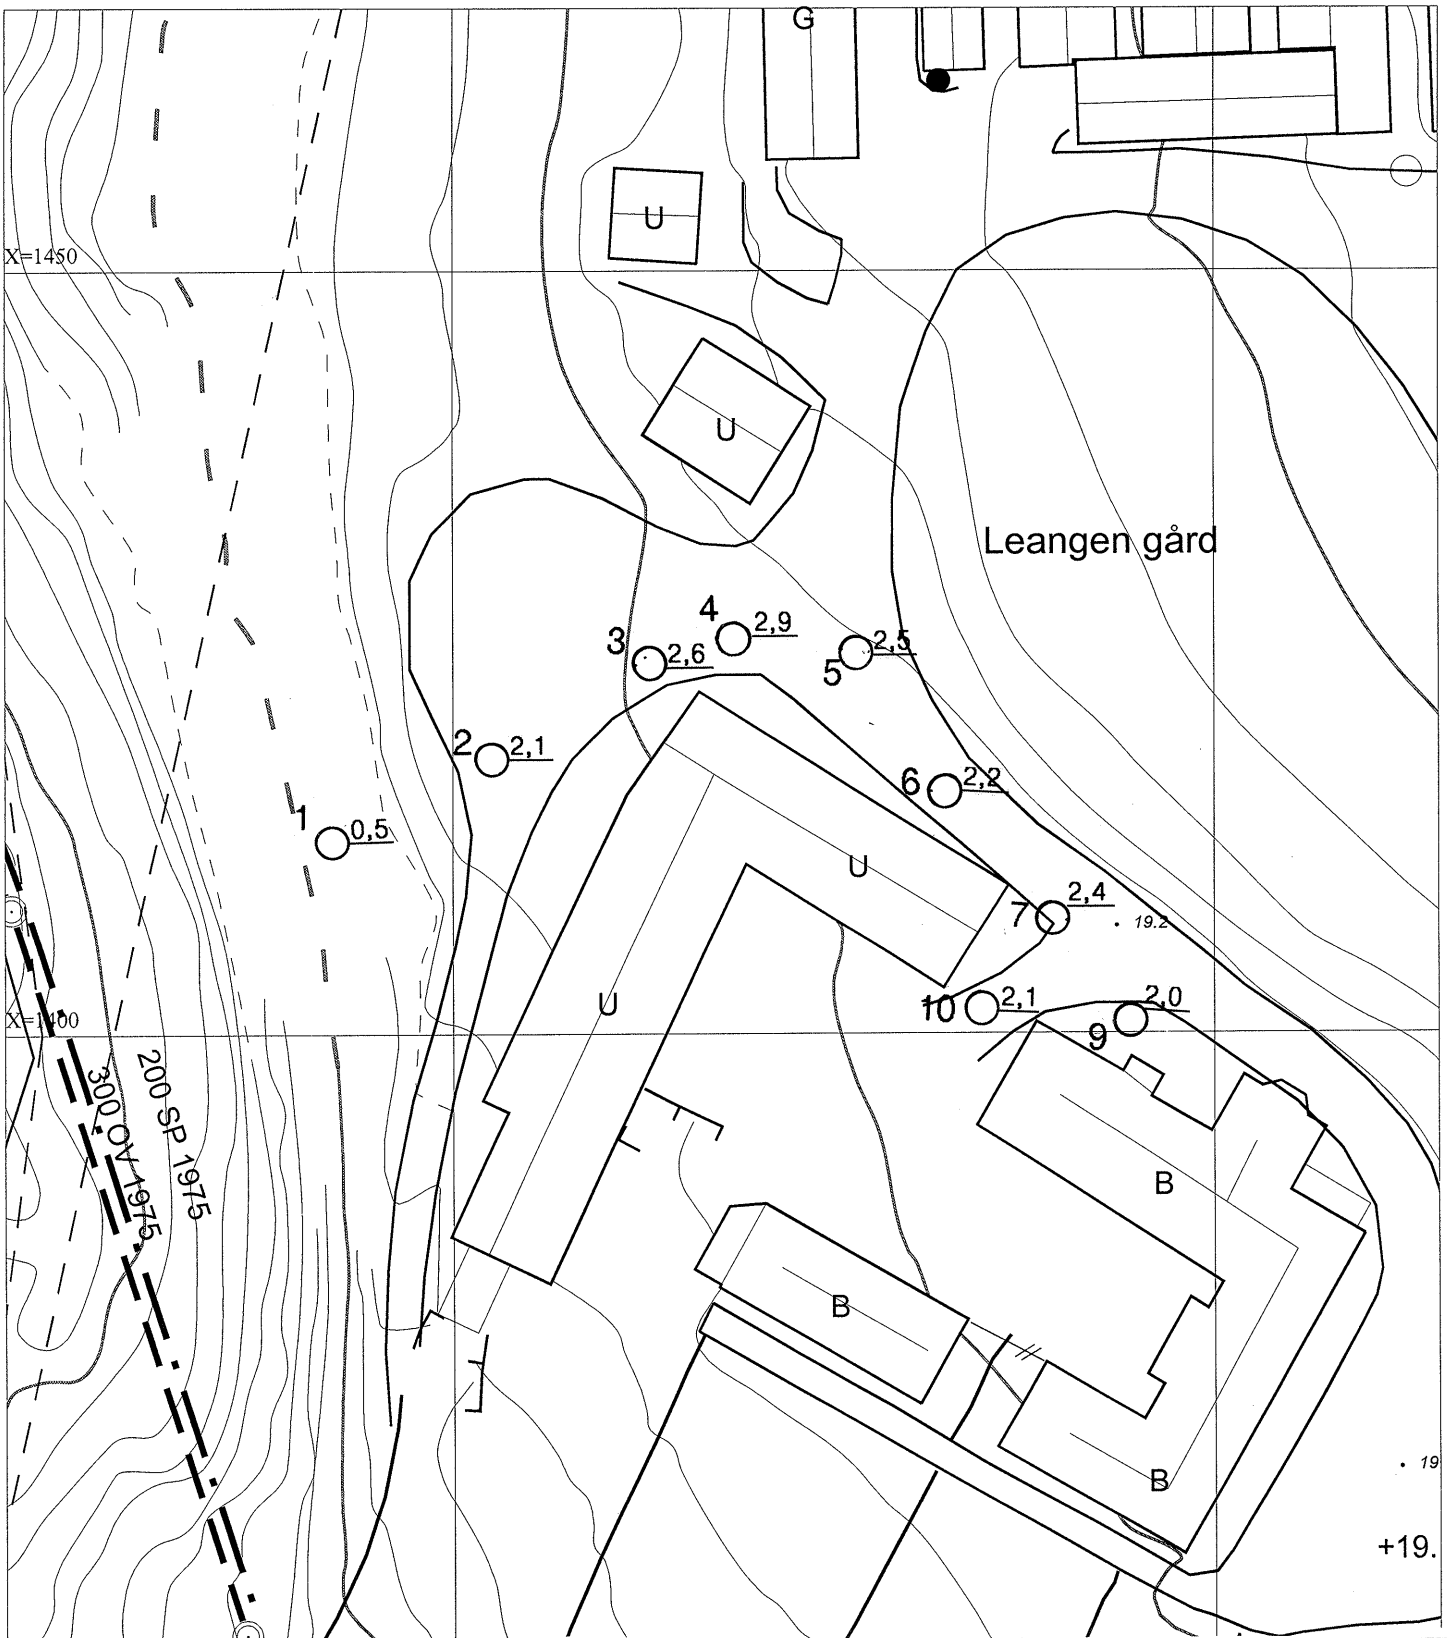 G
U
X=1450
U
Leangen gård
4 2,9
3 2,6
2,5
5
2 2,1
6 2,2
1 0,5
U
7 2,4
19.2
U
10 2,1
2,0
9
X=1400
200 SP 1975
300 OV 1975
B
B
B
19
+19.